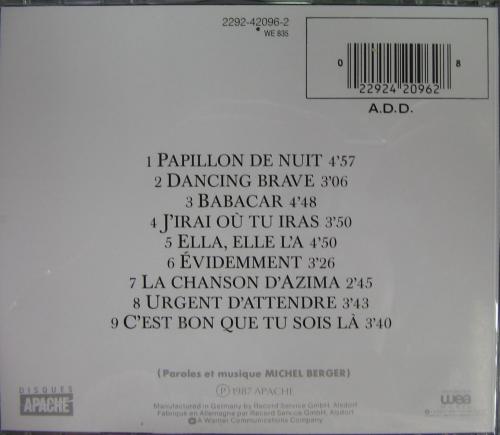 2292-42096-2
WE 835
0 22924 20962 8
A.D.D.
1 PAPILLON DE NUIT 4'57
2 DANCING BRAVE 3'06
3 BABACAR 4'48
4 J'IRAI OÙ TU IRAS 3'50
5 ELLA, ELLE L'A 4'50
6 ÉVIDEMMENT 3'26
7 LA CHANSON D'AZIMA 2'45
8 URGENT D'ATTENDRE 3'43
9 C'EST BON QUE TU SOIS LÀ 3'40
(Paroles et musique MICHEL BERGER)
Ⓟ 1987 APACHE
Manufactured in Germany by Record Service GmbH, Alsdorf
Fabriqué en Allemagne par Record Service GmbH, Alsdorf
A Warner Communications Company
DISQUES
APACHE
wea